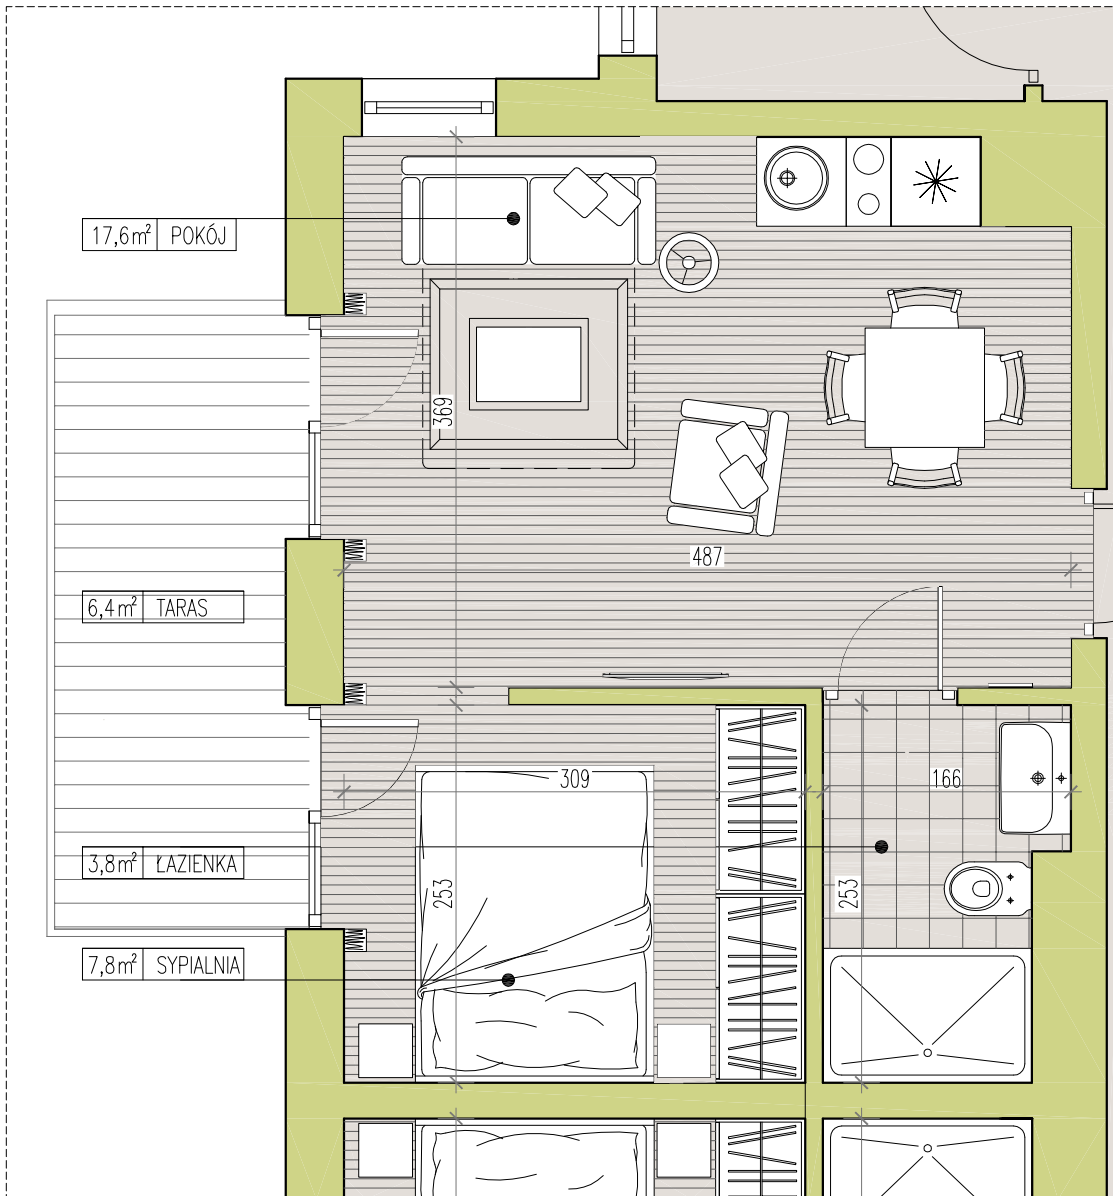 17,6m² POKÓJ
369
487
6,4m² TARAS
309
166
3,8m² ŁAZIENKA
253
253
7,8m² SYPIALNIA